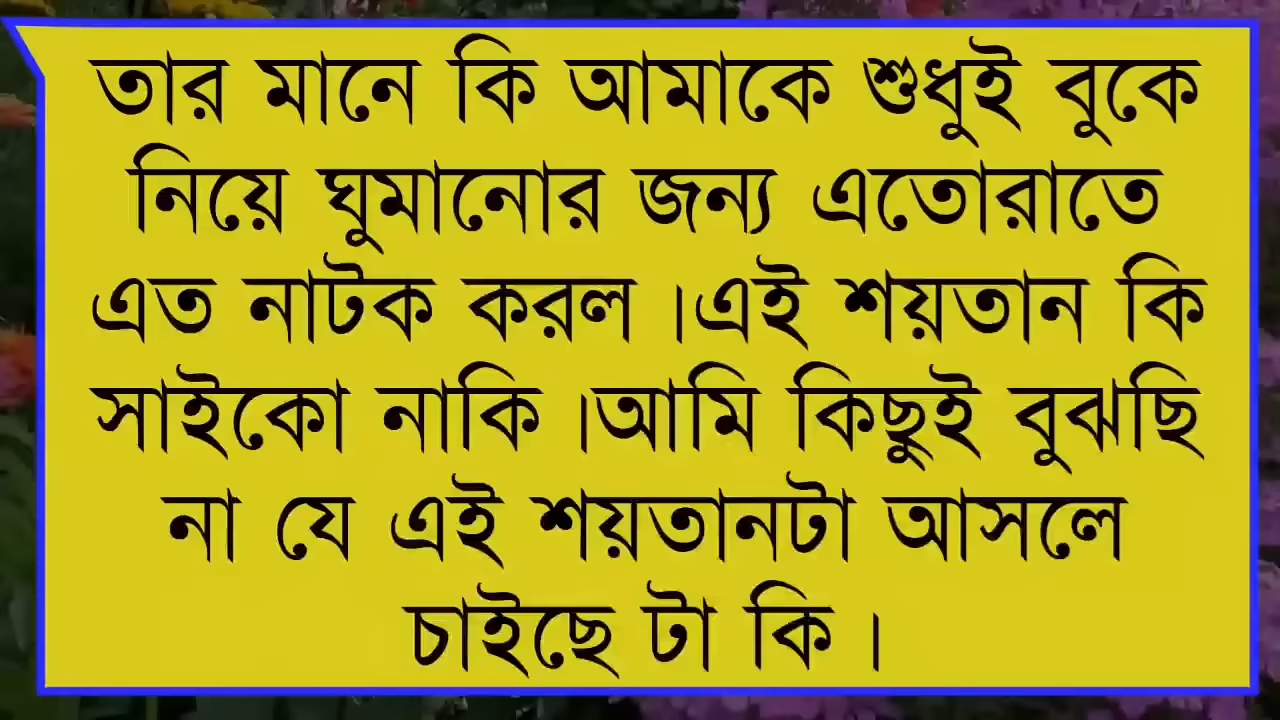 তার মানে কি আমাকে শুধুই বুকে
নিয়ে ঘুমানোর জন্য এতোরাতে
এত নাটক করল ।এই শয়তান কি
সাইকো নাকি ।আমি কিছুই বুঝছি
না যে এই শয়তানটা আসলে
চাইছে টা কি ।